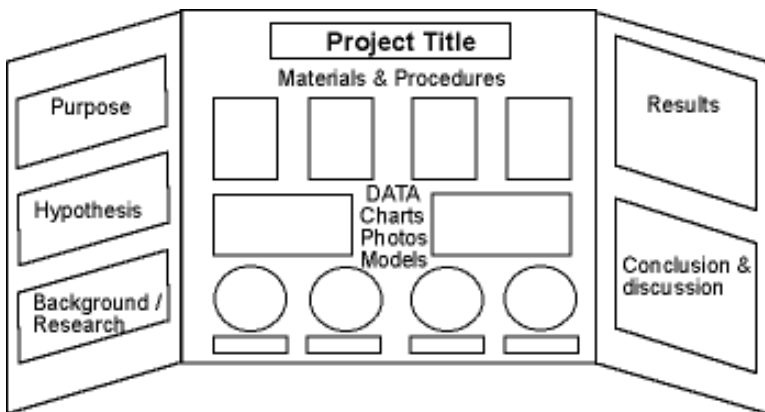 Project Title
Materials & Procedures
Purpose
Hypothesis
Background /
Research
DATA
Charts
Photos
Models
Results
Conclusion &
discussion